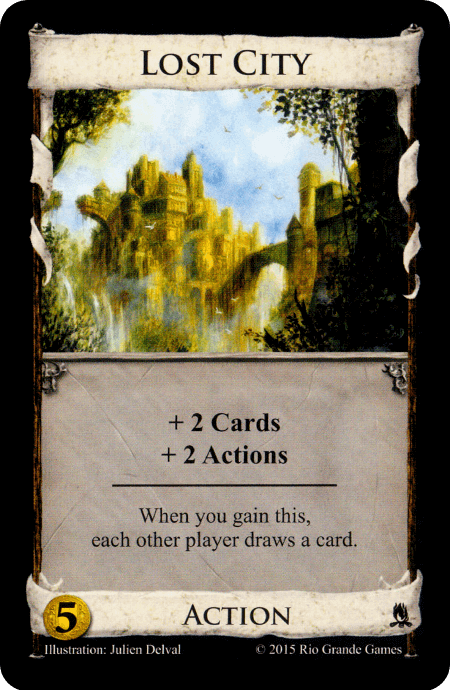 Lost City
+ 2 Cards
+ 2 Actions
When you gain this,
each other player draws a card.
5
Action
Illustration: Julien Delval
© 2015 Rio Grande Games